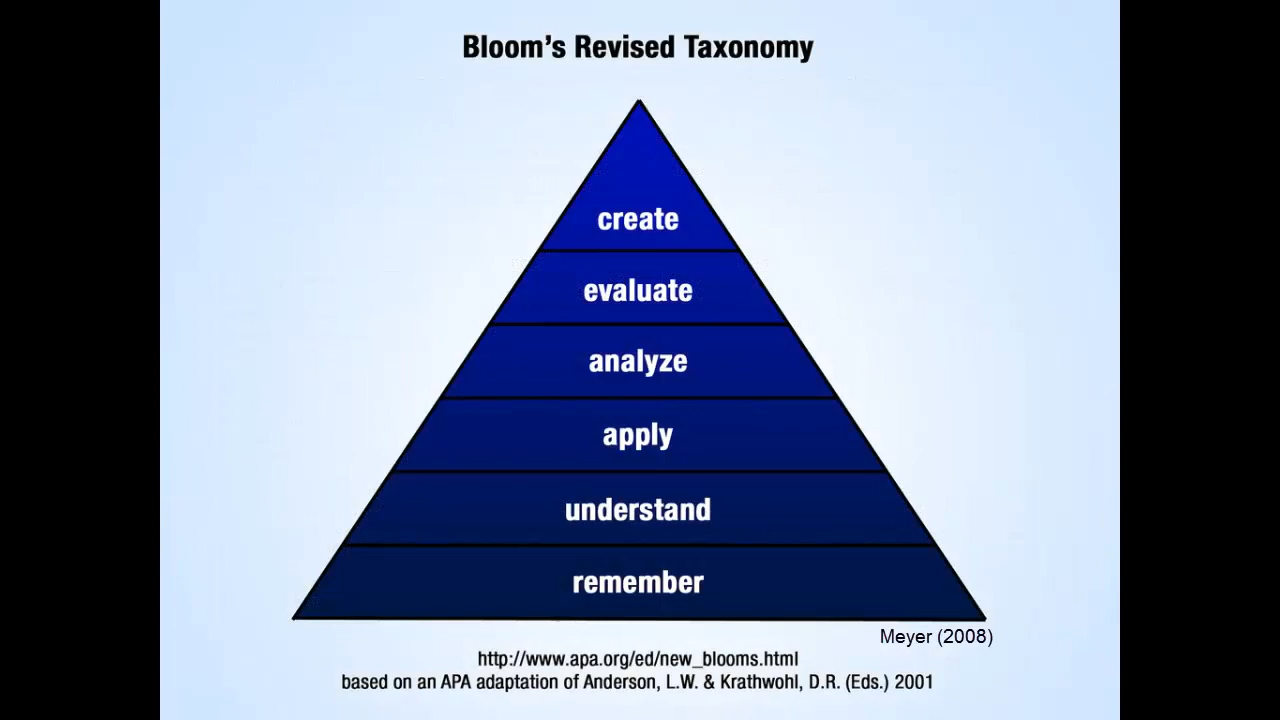 Bloom's Revised Taxonomy
create
evaluate
analyze
apply
understand
remember
Meyer (2008)
http://www.apa.org/ed/new_blooms.html
based on an APA adaptation of Anderson, L.W. & Krathwohl, D.R. (Eds.) 2001